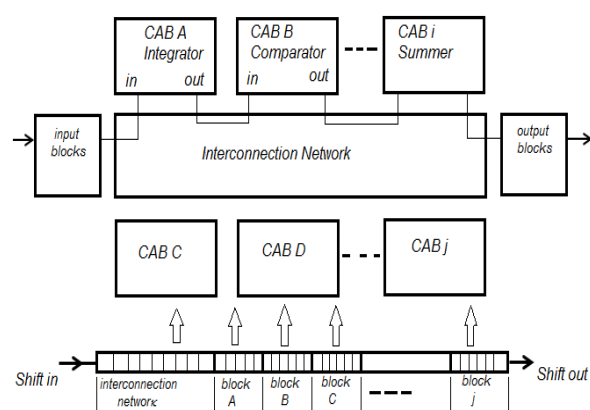 CAB A
Integrator
in out
CAB B
Comparator
in out
CAB i
Summer
input
blocks
Interconnection Network
output
blocks
CAB C
CAB D
CAB j
Shift in
Shift out
interconnection
network
block
A
block
B
block
C
block
j